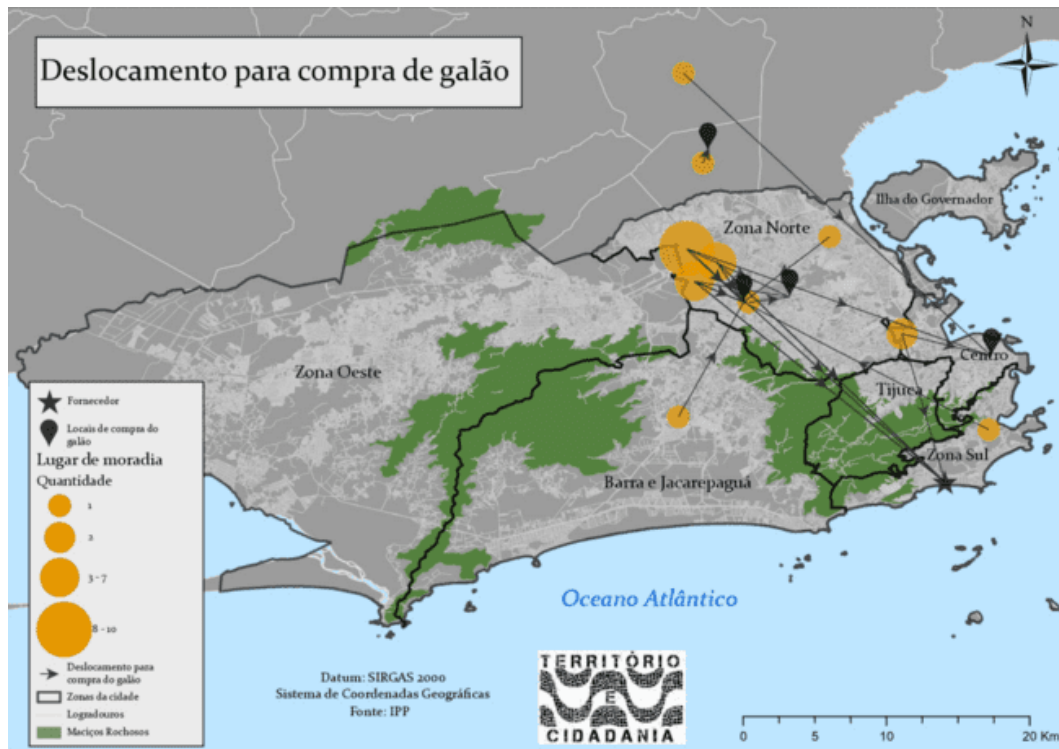 Deslocamento para compra de galão
N
Ilha do Governador
Zona Norte
Centro
Zona Oeste
Tijuca
Zona Sul
Barra e Jacarepaguá
Fornecedor
Locais de compra do
galão
Lugar de moradia
Quantidade
1
2
3 - 7
8 - 10
Deslocamento para
compra do galão
Zonas da cidade
Logradouros
Maciços Rochosos
Oceano Atlântico
Datum: SIRGAS 2000
Sistema de Coordenadas Geográficas
Fonte: IPP
TERRITÓRIO
E
CIDADANIA
0 5 10 20 Km